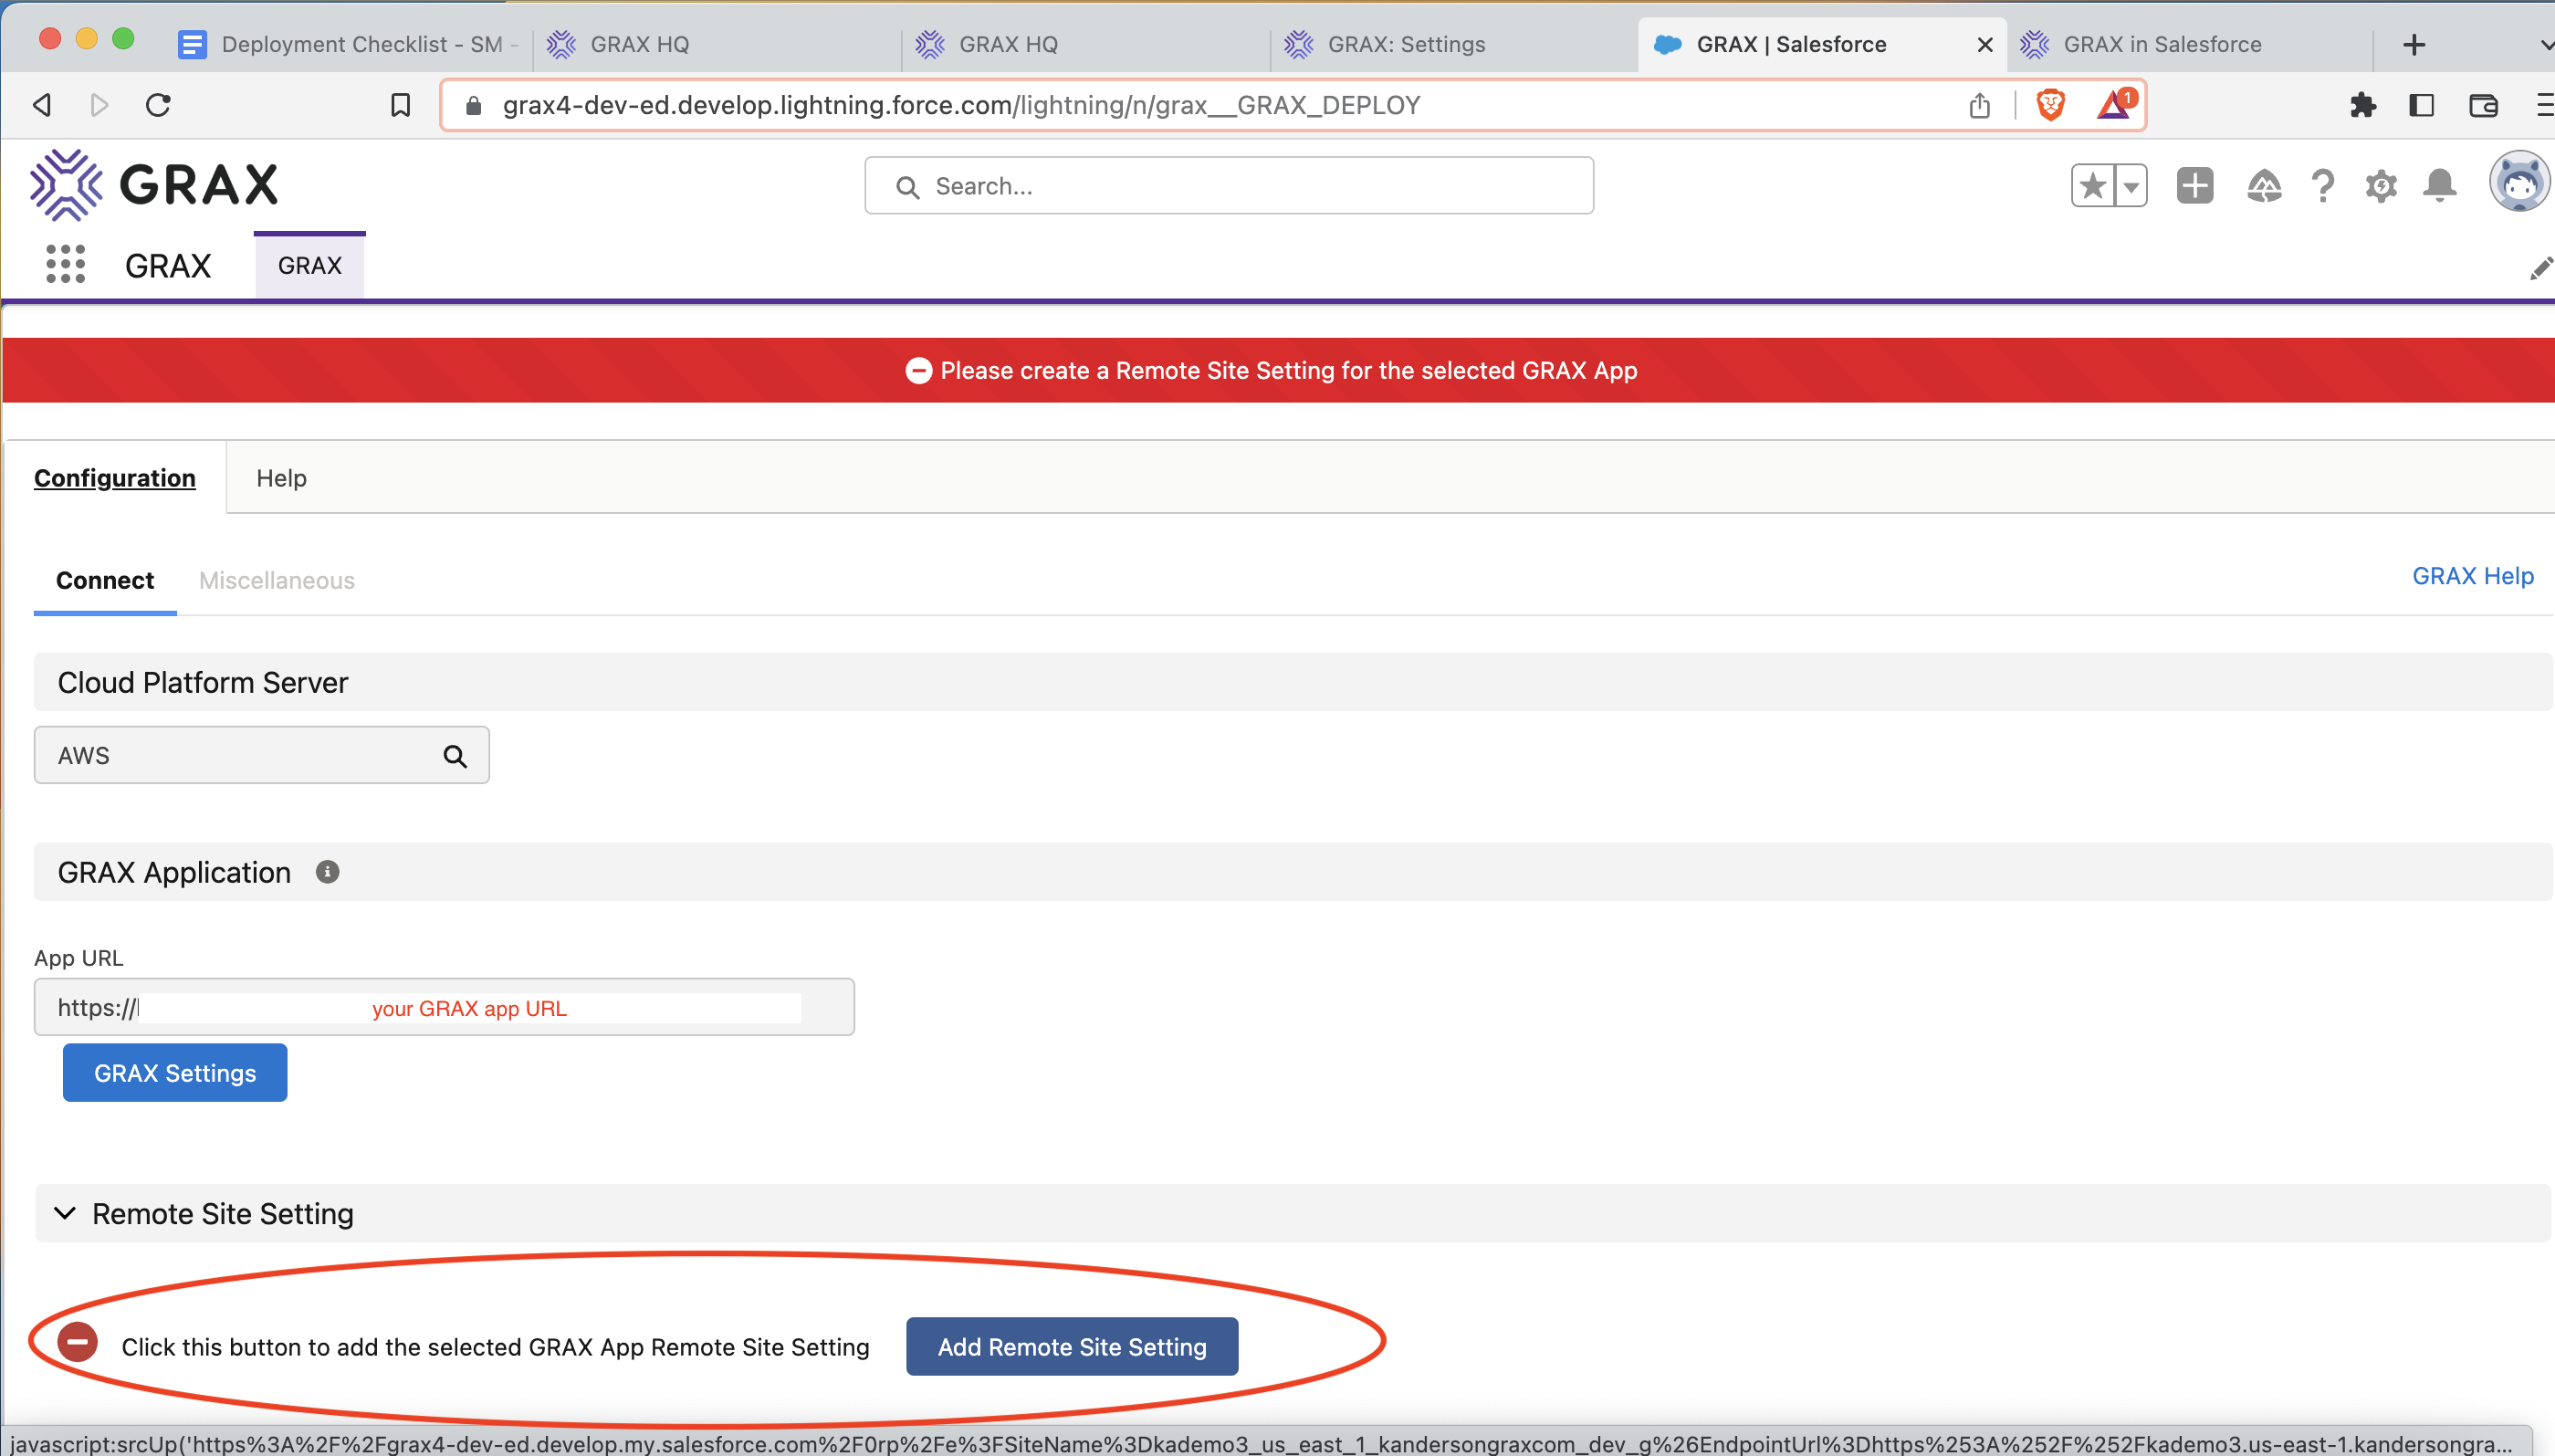 Deployment Checklist - SM -
GRAX HQ
GRAX HQ
GRAX: Settings
GRAX | Salesforce
GRAX in Salesforce
grax4-dev-ed.develop.lightning.force.com/lightning/n/grax__GRAX_DEPLOY
1
GRAX
Search...
GRAX
GRAX
Please create a Remote Site Setting for the selected GRAX App
Configuration
Help
Connect
Miscellaneous
GRAX Help
Cloud Platform Server
AWS
GRAX Application
App URL
https:// your GRAX app URL
GRAX Settings
Remote Site Setting
Click this button to add the selected GRAX App Remote Site Setting
Add Remote Site Setting
javascript:srcUp('https%3A%2F%2Fgrax4-dev-ed.develop.my.salesforce.com%2F0rp%2Fe%3FSiteName%3Dkademo3_us_east_1_kandersongraxcom_dev_g%26EndpointUrl%3Dhttps%253A%252F%252Fkademo3.us-east-1.kandersongra...